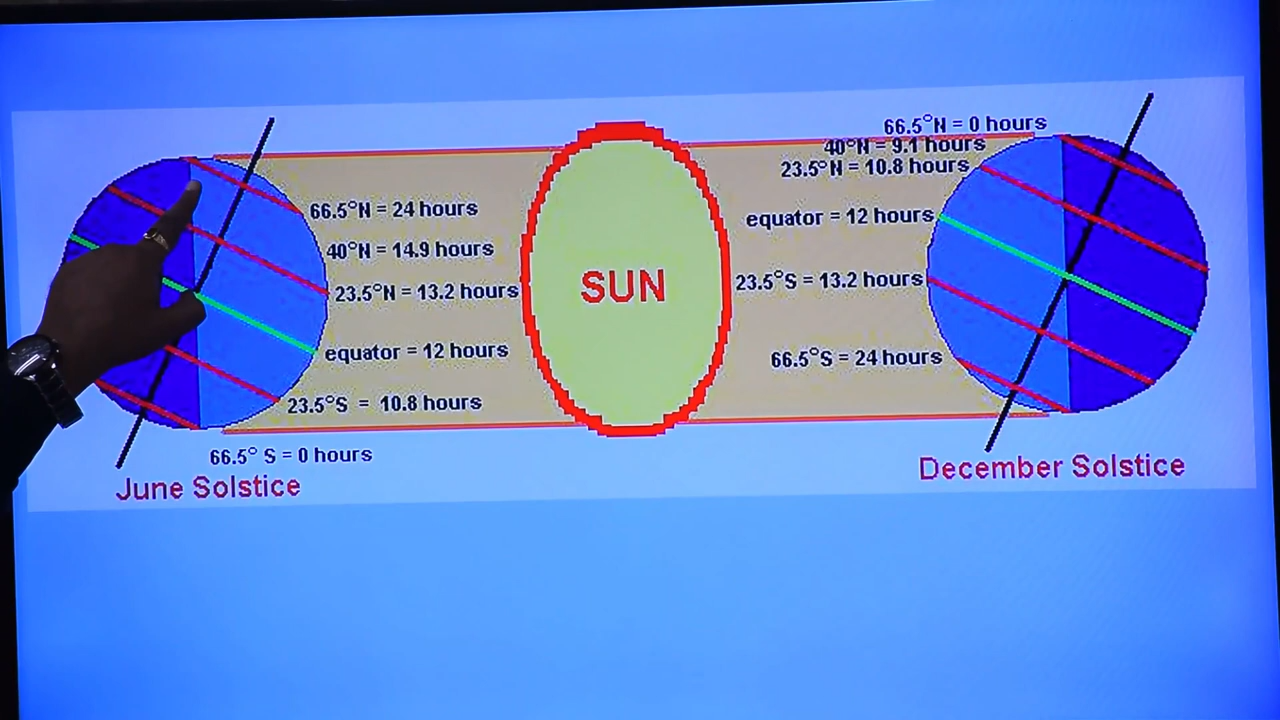 66.5°N = 24 hours
40°N = 14.9 hours
23.5°N = 13.2 hours
equator = 12 hours
23.5°S = 10.8 hours
66.5° S = 0 hours
June Solstice
SUN
66.5°N = 0 hours
40°N = 9.1 hours
23.5°N = 10.8 hours
equator = 12 hours
23.5°S = 13.2 hours
66.5°S = 24 hours
December Solstice